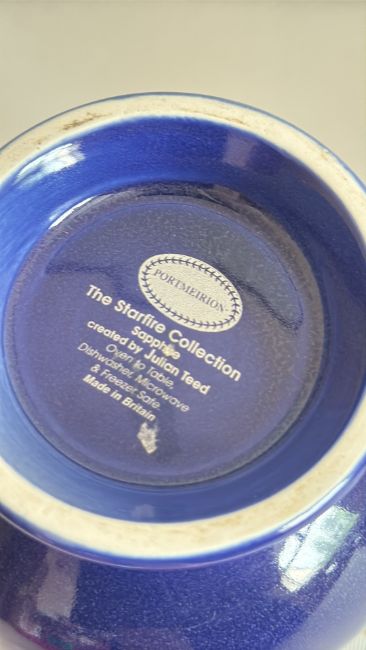 PORTMEIRION
The Starfire Collection
Sapphire
created by Julian Teed
Oven to Table,
Dishwasher, Microwave
& Freezer Safe
Made in Britain